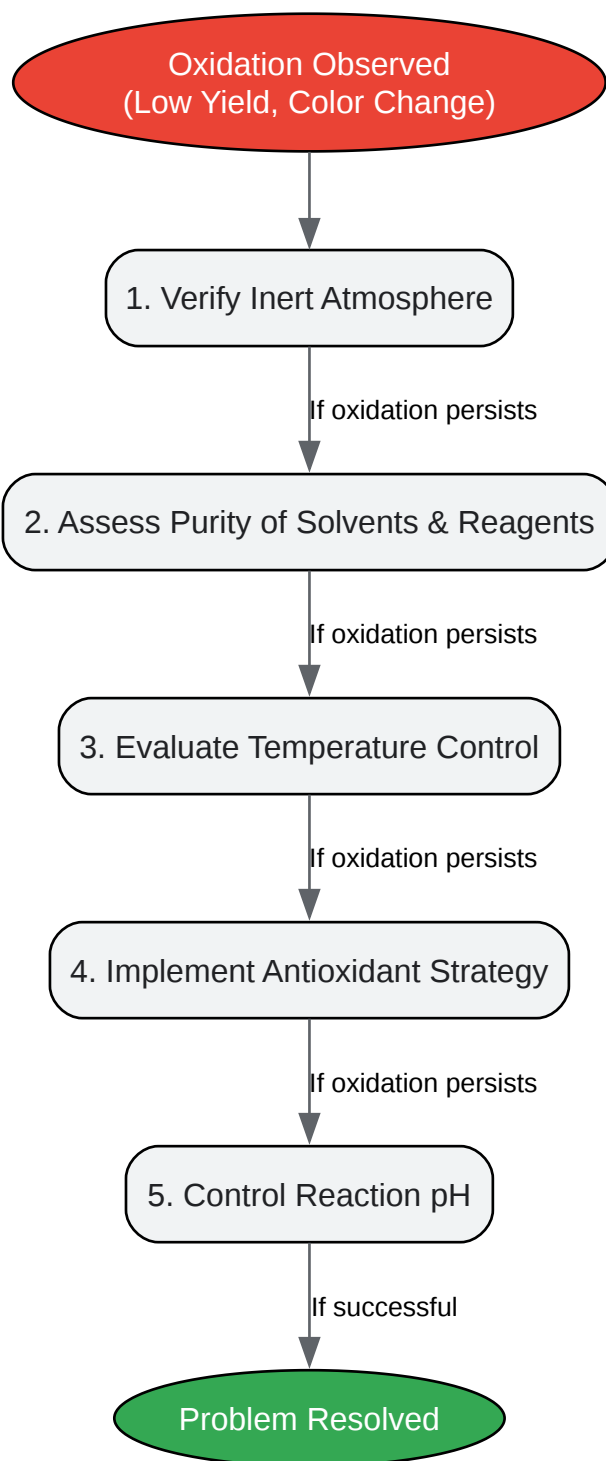 Oxidation Observed
(Low Yield, Color Change)
1. Verify Inert Atmosphere
If oxidation persists
2. Assess Purity of Solvents & Reagents
If oxidation persists
3. Evaluate Temperature Control
If oxidation persists
4. Implement Antioxidant Strategy
If oxidation persists
5. Control Reaction pH
If successful
Problem Resolved